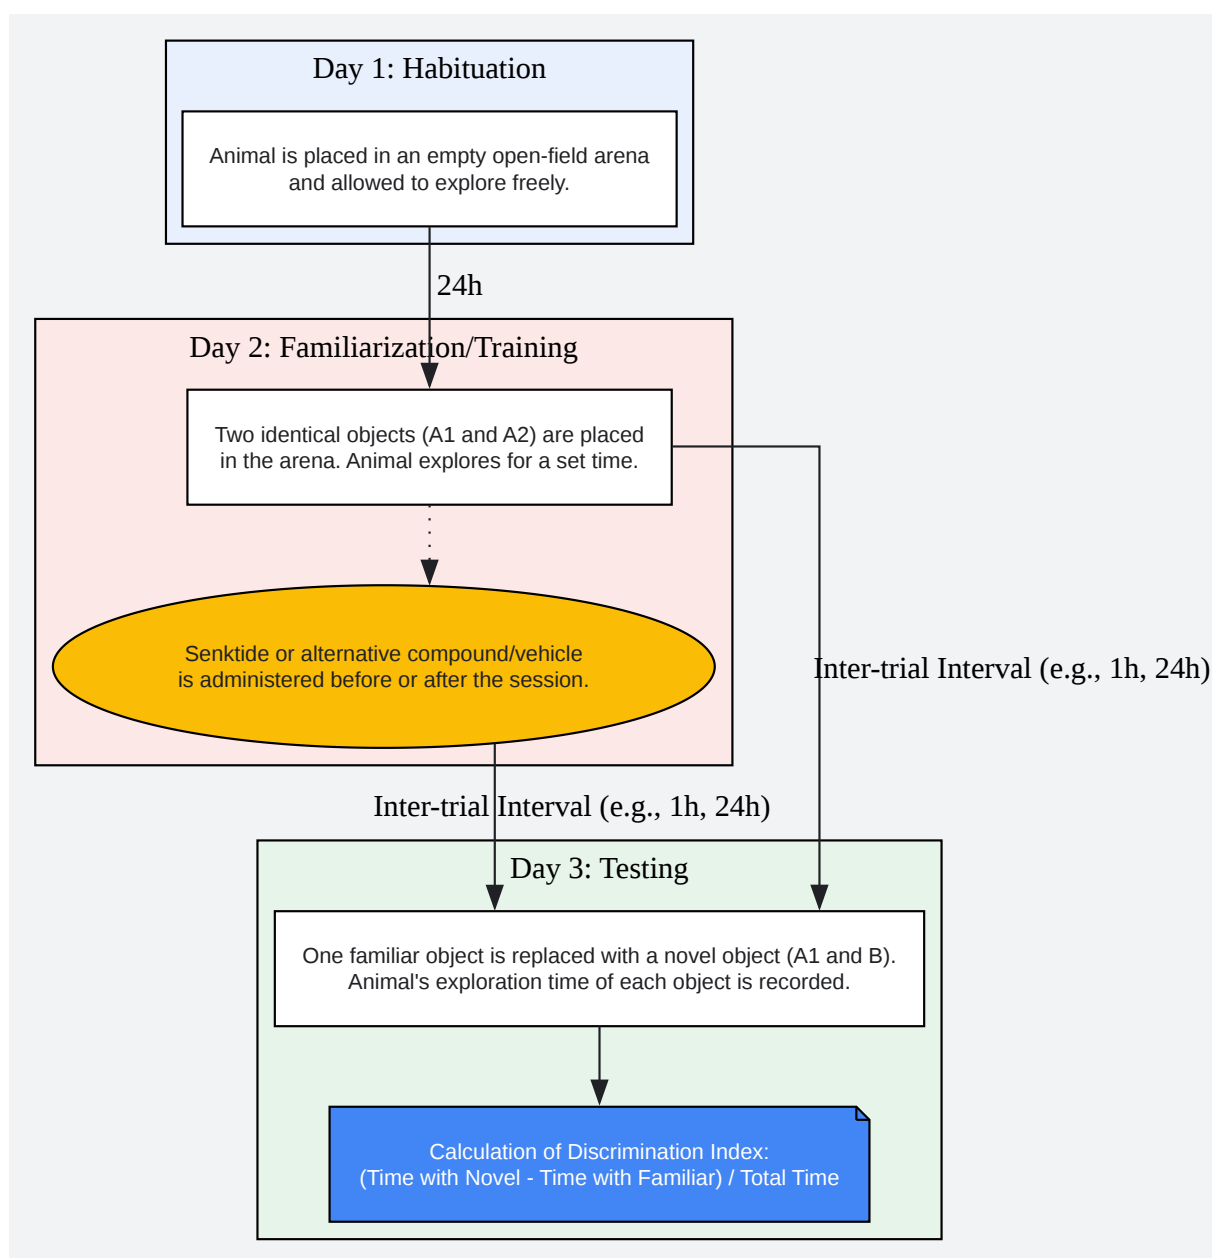 Day 1: Habituation
Animal is placed in an empty open-field arena
and allowed to explore freely.
24h
Day 2: Familiarization/Training
Two identical objects (A1 and A2) are placed
in the arena. Animal explores for a set time.
Senktide or alternative compound/vehicle
is administered before or after the session.
Inter-trial Interval (e.g., 1h, 24h)
Inter-trial Interval (e.g., 1h, 24h)
Day 3: Testing
One familiar object is replaced with a novel object (A1 and B).
Animal's exploration time of each object is recorded.
Calculation of Discrimination Index:
(Time with Novel - Time with Familiar) / Total Time